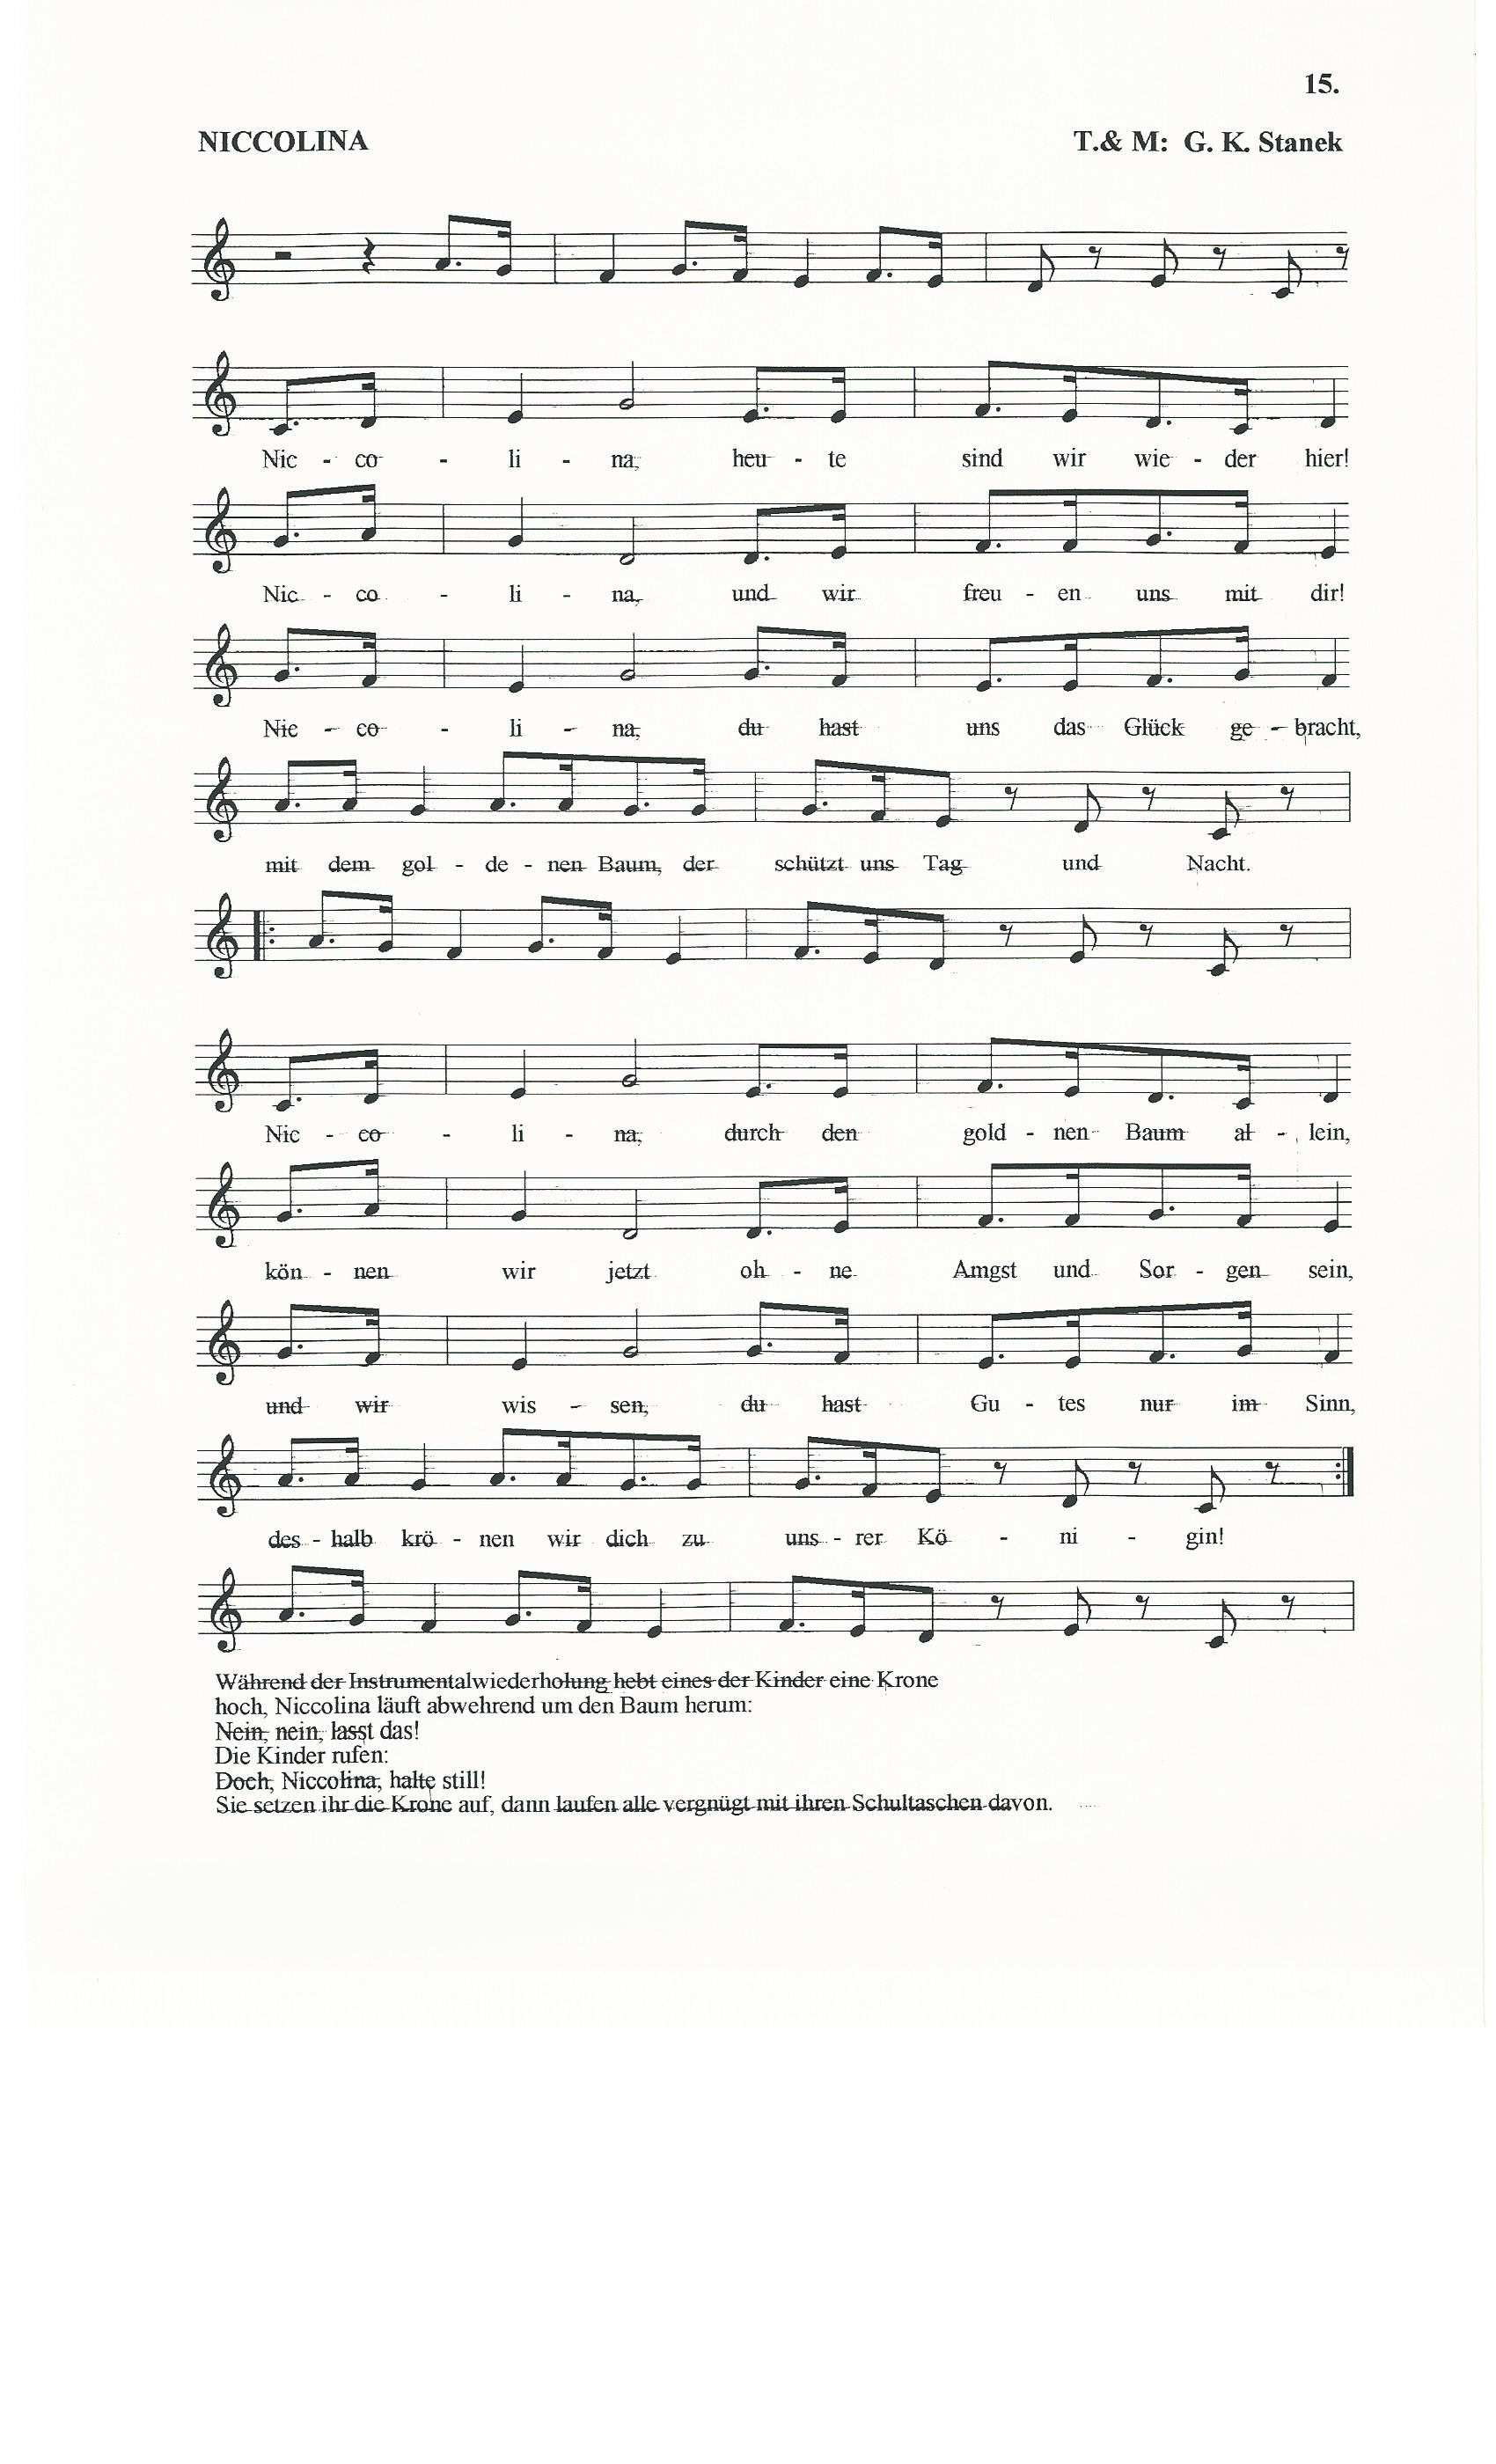 15.
NICCOLINA T.& M: G. K. Stanek
Nic - co - li - na, heu - te sind wir wie - der hier!
Nic - co - li - na, und wir freu - en uns mit dir!
Nic - co - li - na, du hast uns das Glück ge - bracht,
mit dem gol - de - nen Baum, der schützt uns Tag und Nacht.
Nic - co - li - na, durch den gold - nen Baum al - lein,
kön - nen wir jetzt oh - ne Amgst und Sor - gen sein,
und wir wis - sen, du hast Gu - tes nur im Sinn,
des - halb krö - nen wir dich zu uns - rer Kö - ni - gin!
Während der Instrumentalwiederholung hebt eines der Kinder eine Krone
hoch, Niccolina läuft abwehrend um den Baum herum:
Nein, nein, lasst das!
Die Kinder rufen:
Doch, Niccolina, halte still!
Sie setzen ihr die Krone auf, dann laufen alle vergnügt mit ihren Schultaschen davon.